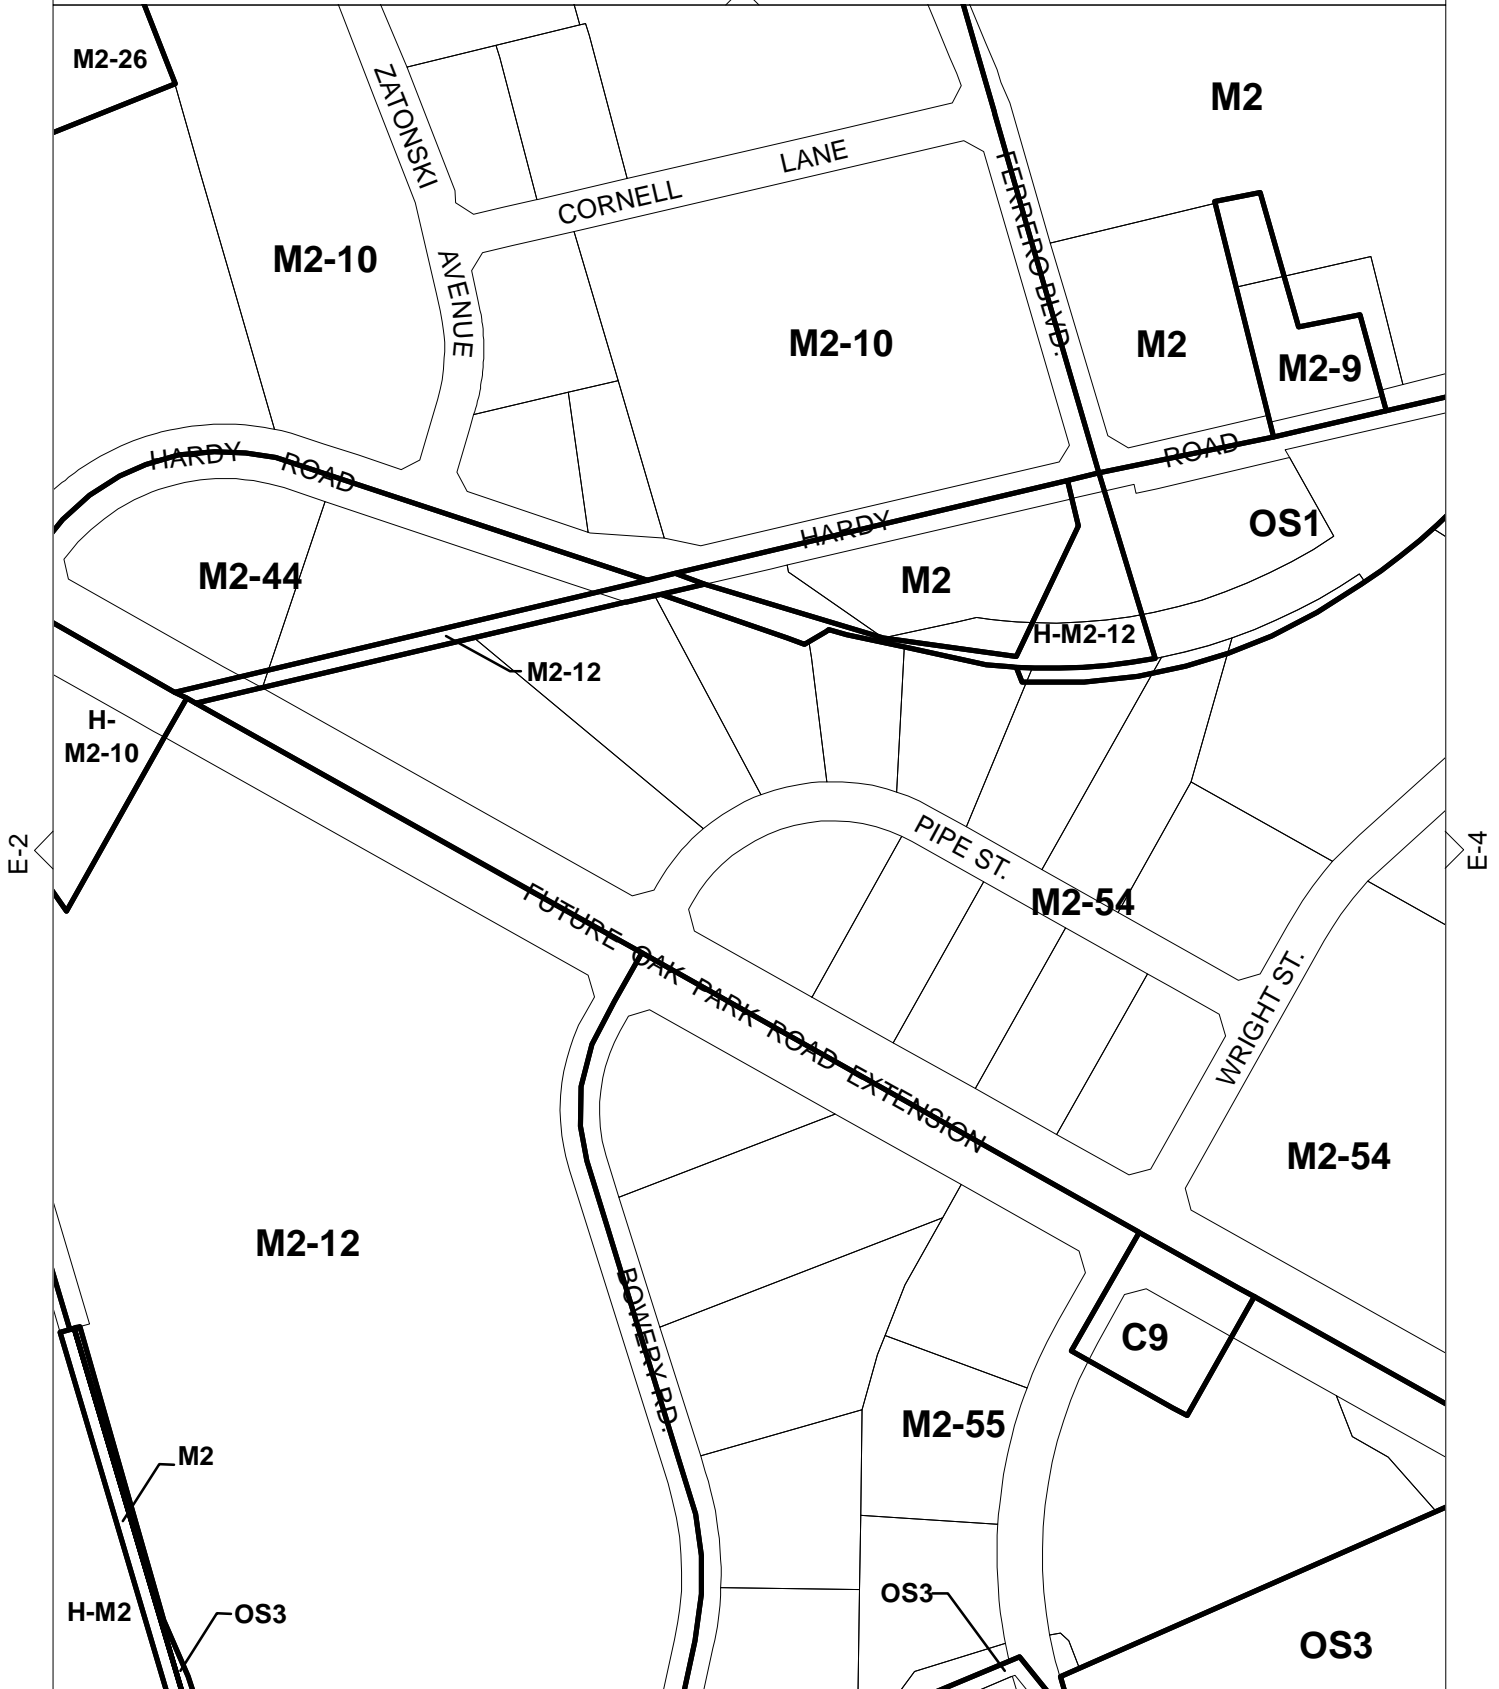 M2-26
ZATONSKI
AVENUE
CORNELL
LANE
M2
FERRERO BLVD.
M2-10
M2-10
M2
M2-9
HARDY
ROAD
HARDY
ROAD
OS1
M2-44
M2
H-M2-12
M2-12
H-
M2-10
E-2
E-4
PIPE ST.
M2-54
FUTURE OAK PARK ROAD EXTENSION
WRIGHT ST.
M2-54
M2-12
BOWERY RD.
C9
M2-55
M2
H-M2
OS3
OS3
OS3